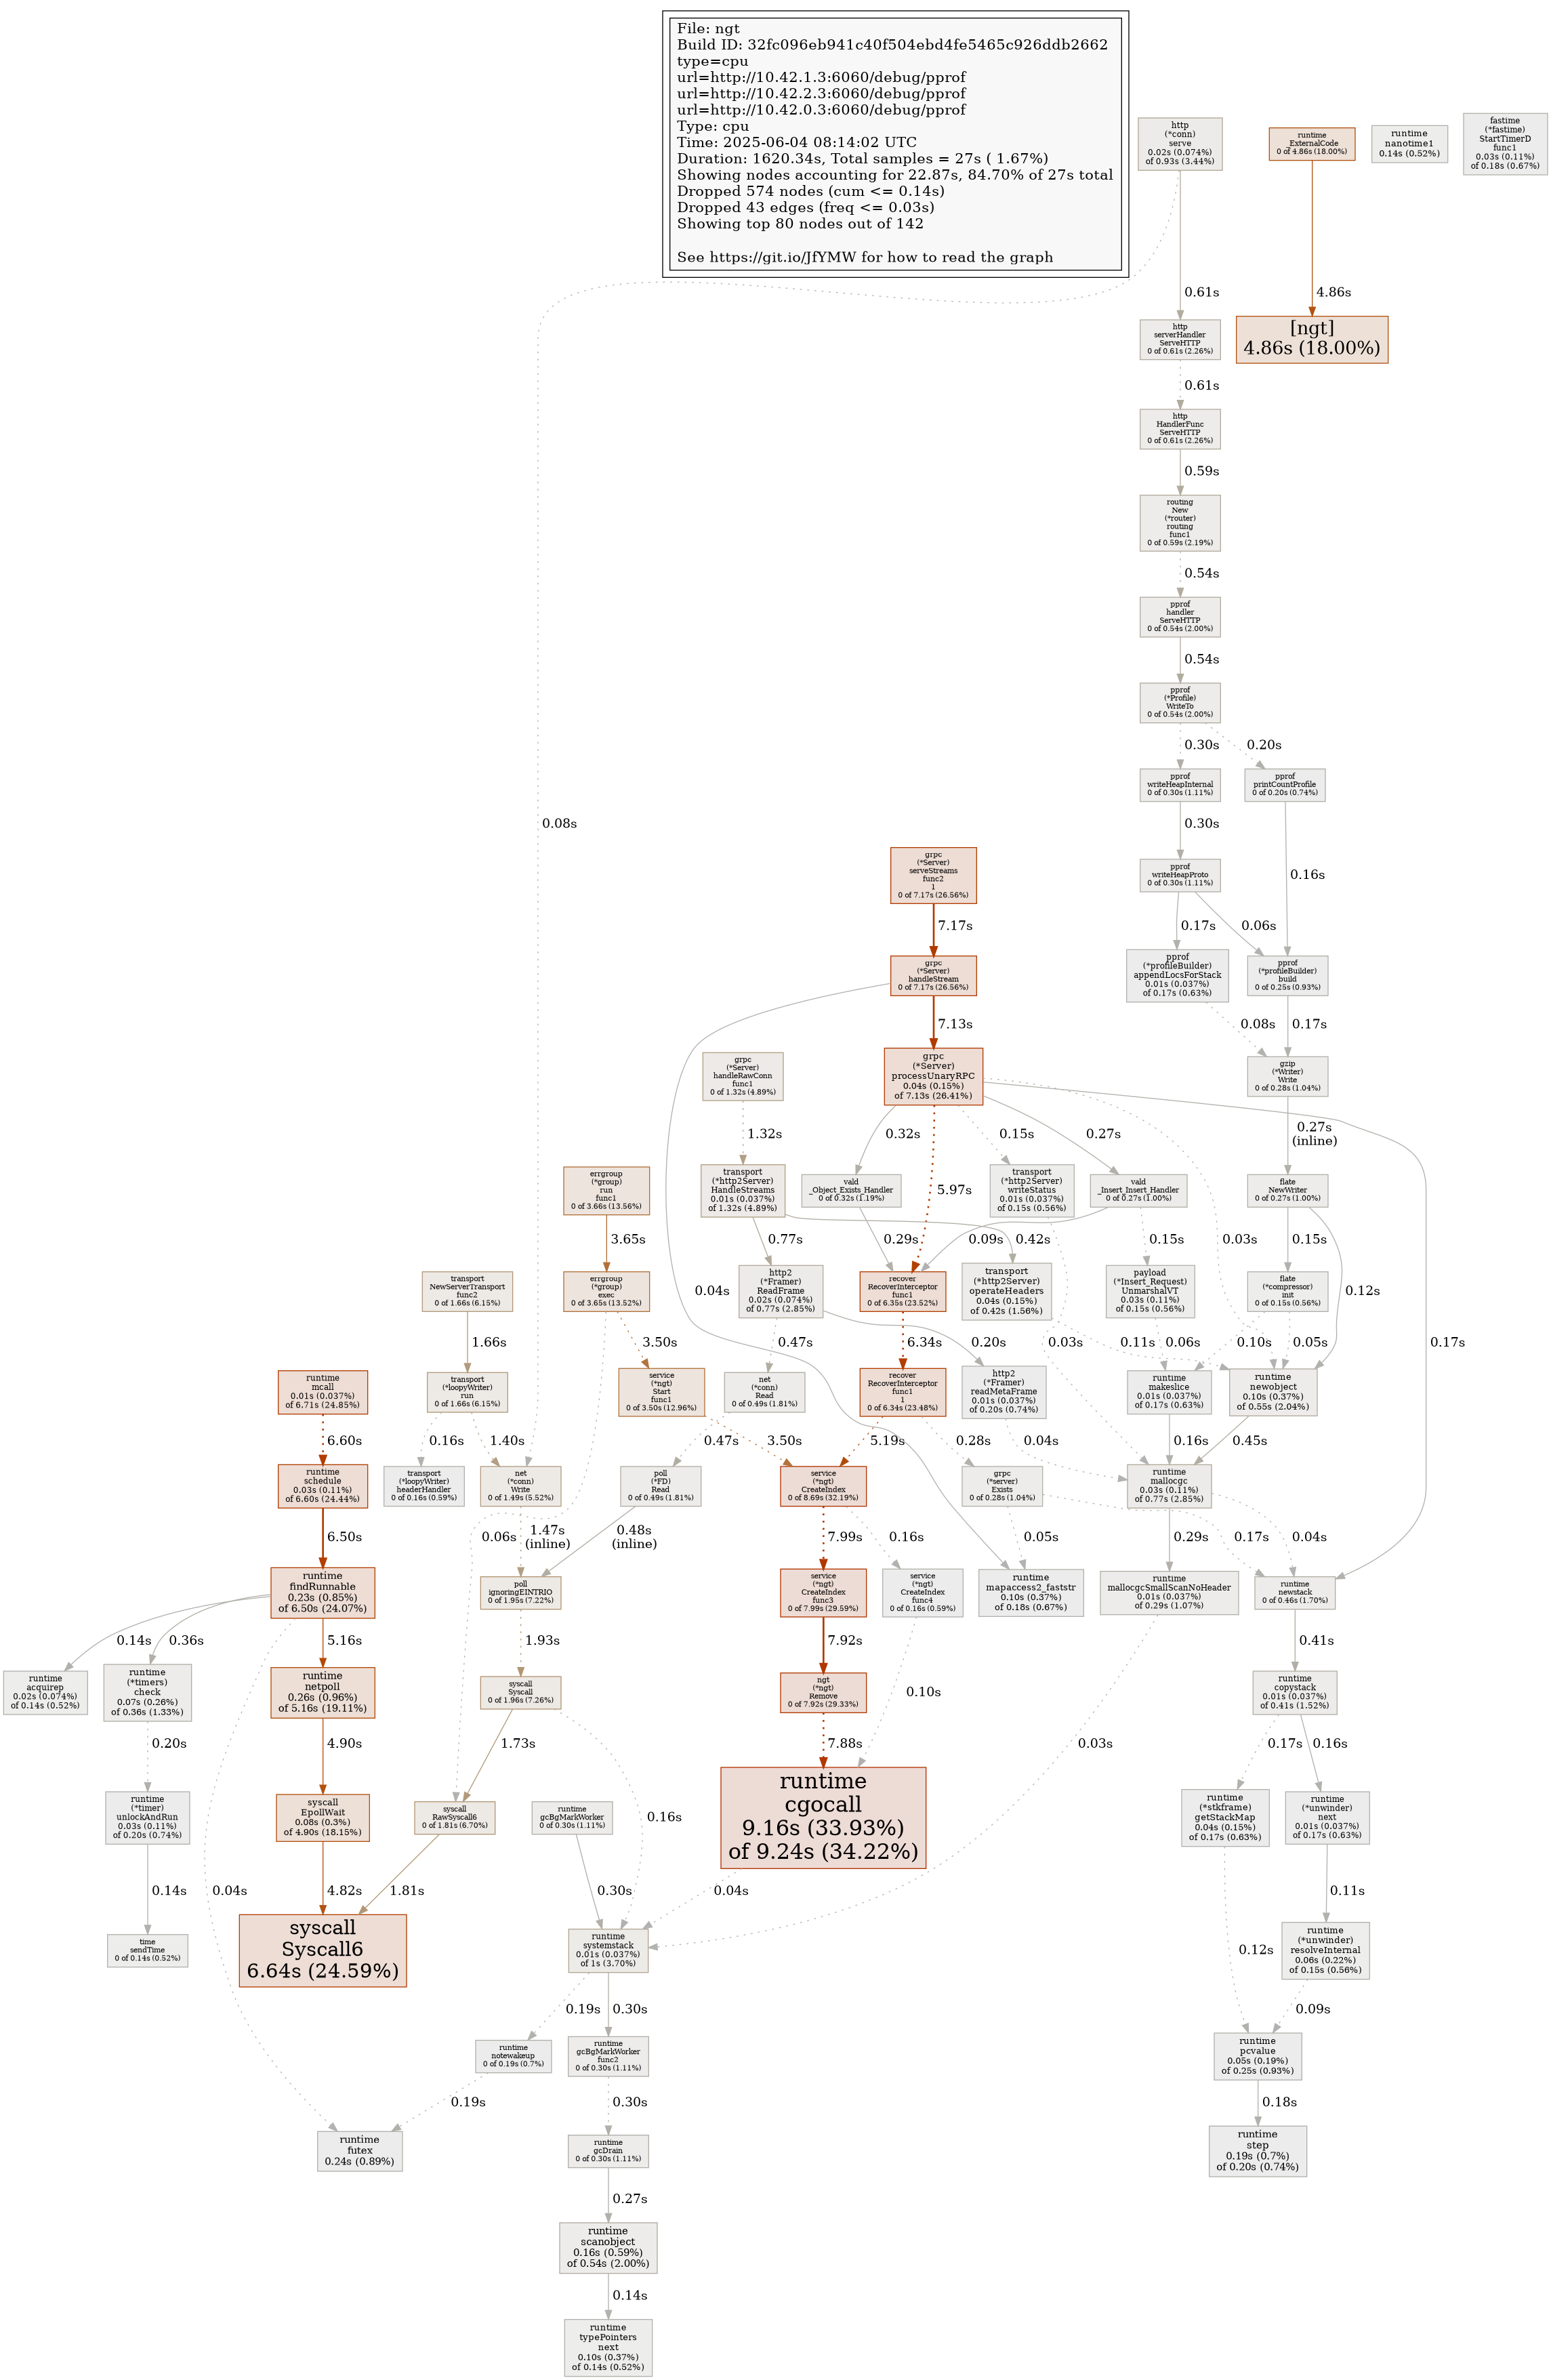 File: ngt
Build ID: 32fc096eb941c40f504ebd4fe5465c926ddb2662
type=cpu
url=http://10.42.1.3:6060/debug/pprof
url=http://10.42.2.3:6060/debug/pprof
url=http://10.42.0.3:6060/debug/pprof
Type: cpu
Time: 2025-06-04 08:14:02 UTC
Duration: 1620.34s, Total samples = 27s ( 1.67%)
Showing nodes accounting for 22.87s, 84.70% of 27s total
Dropped 574 nodes (cum <= 0.14s)
Dropped 43 edges (freq <= 0.03s)
Showing top 80 nodes out of 142
See https://git.io/JfYMW for how to read the graph
http
(*conn)
serve
0.02s (0.074%)
of 0.93s (3.44%)
runtime
_ExternalCode
0 of 4.86s (18.00%)
runtime
nanotime1
0.14s (0.52%)
fastime
(*fastime)
StartTimerD
func1
0.03s (0.11%)
of 0.18s (0.67%)
0.61s
4.86s
http
serverHandler
ServeHTTP
0 of 0.61s (2.26%)
[ngt]
4.86s (18.00%)
0.61s
http
HandlerFunc
ServeHTTP
0 of 0.61s (2.26%)
0.59s
routing
New
(*router)
routing
func1
0 of 0.59s (2.19%)
0.54s
pprof
handler
ServeHTTP
0 of 0.54s (2.00%)
0.54s
pprof
(*Profile)
WriteTo
0 of 0.54s (2.00%)
0.30s
0.20s
pprof
writeHeapInternal
0 of 0.30s (1.11%)
pprof
printCountProfile
0 of 0.20s (0.74%)
0.08s
0.30s
grpc
(*Server)
serveStreams
func2
1
0 of 7.17s (26.56%)
pprof
writeHeapProto
0 of 0.30s (1.11%)
0.16s
7.17s
0.17s
0.06s
grpc
(*Server)
handleStream
0 of 7.17s (26.56%)
pprof
(*profileBuilder)
appendLocsForStack
0.01s (0.037%)
of 0.17s (0.63%)
pprof
(*profileBuilder)
build
0 of 0.25s (0.93%)
7.13s
0.08s
0.17s
grpc
(*Server)
handleRawConn
func1
0 of 1.32s (4.89%)
grpc
(*Server)
processUnaryRPC
0.04s (0.15%)
of 7.13s (26.41%)
gzip
(*Writer)
Write
0 of 0.28s (1.04%)
1.32s
0.32s
0.15s
0.27s
0.27s
(inline)
errgroup
(*group)
run
func1
0 of 3.66s (13.56%)
transport
(*http2Server)
HandleStreams
0.01s (0.037%)
of 1.32s (4.89%)
vald
_Object_Exists_Handler
0 of 0.32s (1.19%)
5.97s
transport
(*http2Server)
writeStatus
0.01s (0.037%)
of 0.15s (0.56%)
vald
_Insert_Insert_Handler
0 of 0.27s (1.00%)
flate
NewWriter
0 of 0.27s (1.00%)
3.65s
0.77s
0.29s
0.09s
0.42s
0.15s
0.03s
0.15s
transport
NewServerTransport
func2
0 of 1.66s (6.15%)
errgroup
(*group)
exec
0 of 3.65s (13.52%)
0.04s
http2
(*Framer)
ReadFrame
0.02s (0.074%)
of 0.77s (2.85%)
recover
RecoverInterceptor
func1
0 of 6.35s (23.52%)
transport
(*http2Server)
operateHeaders
0.04s (0.15%)
of 0.42s (1.56%)
payload
(*Insert_Request)
UnmarshalVT
0.03s (0.11%)
of 0.15s (0.56%)
flate
(*compressor)
init
0 of 0.15s (0.56%)
0.12s
1.66s
3.50s
0.47s
6.34s
0.20s
0.03s
0.11s
0.06s
0.10s
0.05s
0.17s
runtime
mcall
0.01s (0.037%)
of 6.71s (24.85%)
transport
(*loopyWriter)
run
0 of 1.66s (6.15%)
service
(*ngt)
Start
func1
0 of 3.50s (12.96%)
net
(*conn)
Read
0 of 0.49s (1.81%)
recover
RecoverInterceptor
func1
1
0 of 6.34s (23.48%)
http2
(*Framer)
readMetaFrame
0.01s (0.037%)
of 0.20s (0.74%)
runtime
makeslice
0.01s (0.037%)
of 0.17s (0.63%)
runtime
newobject
0.10s (0.37%)
of 0.55s (2.04%)
6.60s
0.16s
1.40s
0.47s
3.50s
5.19s
0.28s
0.04s
0.16s
0.45s
runtime
schedule
0.03s (0.11%)
of 6.60s (24.44%)
transport
(*loopyWriter)
headerHandler
0 of 0.16s (0.59%)
net
(*conn)
Write
0 of 1.49s (5.52%)
poll
(*FD)
Read
0 of 0.49s (1.81%)
service
(*ngt)
CreateIndex
0 of 8.69s (32.19%)
grpc
(*server)
Exists
0 of 0.28s (1.04%)
runtime
mallocgc
0.03s (0.11%)
of 0.77s (2.85%)
6.50s
0.06s
1.47s
(inline)
0.48s
(inline)
7.99s
0.16s
0.05s
0.29s
0.17s
0.04s
runtime
findRunnable
0.23s (0.85%)
of 6.50s (24.07%)
poll
ignoringEINTRIO
0 of 1.95s (7.22%)
service
(*ngt)
CreateIndex
func3
0 of 7.99s (29.59%)
service
(*ngt)
CreateIndex
func4
0 of 0.16s (0.59%)
runtime
mapaccess2_faststr
0.10s (0.37%)
of 0.18s (0.67%)
runtime
mallocgcSmallScanNoHeader
0.01s (0.037%)
of 0.29s (1.07%)
runtime
newstack
0 of 0.46s (1.70%)
0.14s
0.36s
5.16s
1.93s
7.92s
0.41s
runtime
acquirep
0.02s (0.074%)
of 0.14s (0.52%)
runtime
(*timers)
check
0.07s (0.26%)
of 0.36s (1.33%)
runtime
netpoll
0.26s (0.96%)
of 5.16s (19.11%)
syscall
Syscall
0 of 1.96s (7.26%)
ngt
(*ngt)
Remove
0 of 7.92s (29.33%)
0.10s
runtime
copystack
0.01s (0.037%)
of 0.41s (1.52%)
0.20s
4.90s
1.73s
7.88s
0.03s
0.17s
0.16s
runtime
(*timer)
unlockAndRun
0.03s (0.11%)
of 0.20s (0.74%)
syscall
EpollWait
0.08s (0.3%)
of 4.90s (18.15%)
syscall
RawSyscall6
0 of 1.81s (6.70%)
runtime
gcBgMarkWorker
0 of 0.30s (1.11%)
0.16s
runtime
cgocall
9.16s (33.93%)
of 9.24s (34.22%)
runtime
(*stkframe)
getStackMap
0.04s (0.15%)
of 0.17s (0.63%)
runtime
(*unwinder)
next
0.01s (0.037%)
of 0.17s (0.63%)
0.14s
0.04s
4.82s
1.81s
0.30s
0.04s
0.11s
time
sendTime
0 of 0.14s (0.52%)
syscall
Syscall6
6.64s (24.59%)
runtime
systemstack
0.01s (0.037%)
of 1s (3.70%)
0.12s
runtime
(*unwinder)
resolveInternal
0.06s (0.22%)
of 0.15s (0.56%)
0.19s
0.30s
0.09s
runtime
notewakeup
0 of 0.19s (0.7%)
runtime
gcBgMarkWorker
func2
0 of 0.30s (1.11%)
runtime
pcvalue
0.05s (0.19%)
of 0.25s (0.93%)
0.19s
0.30s
0.18s
runtime
futex
0.24s (0.89%)
runtime
gcDrain
0 of 0.30s (1.11%)
runtime
step
0.19s (0.7%)
of 0.20s (0.74%)
0.27s
runtime
scanobject
0.16s (0.59%)
of 0.54s (2.00%)
0.14s
runtime
typePointers
next
0.10s (0.37%)
of 0.14s (0.52%)